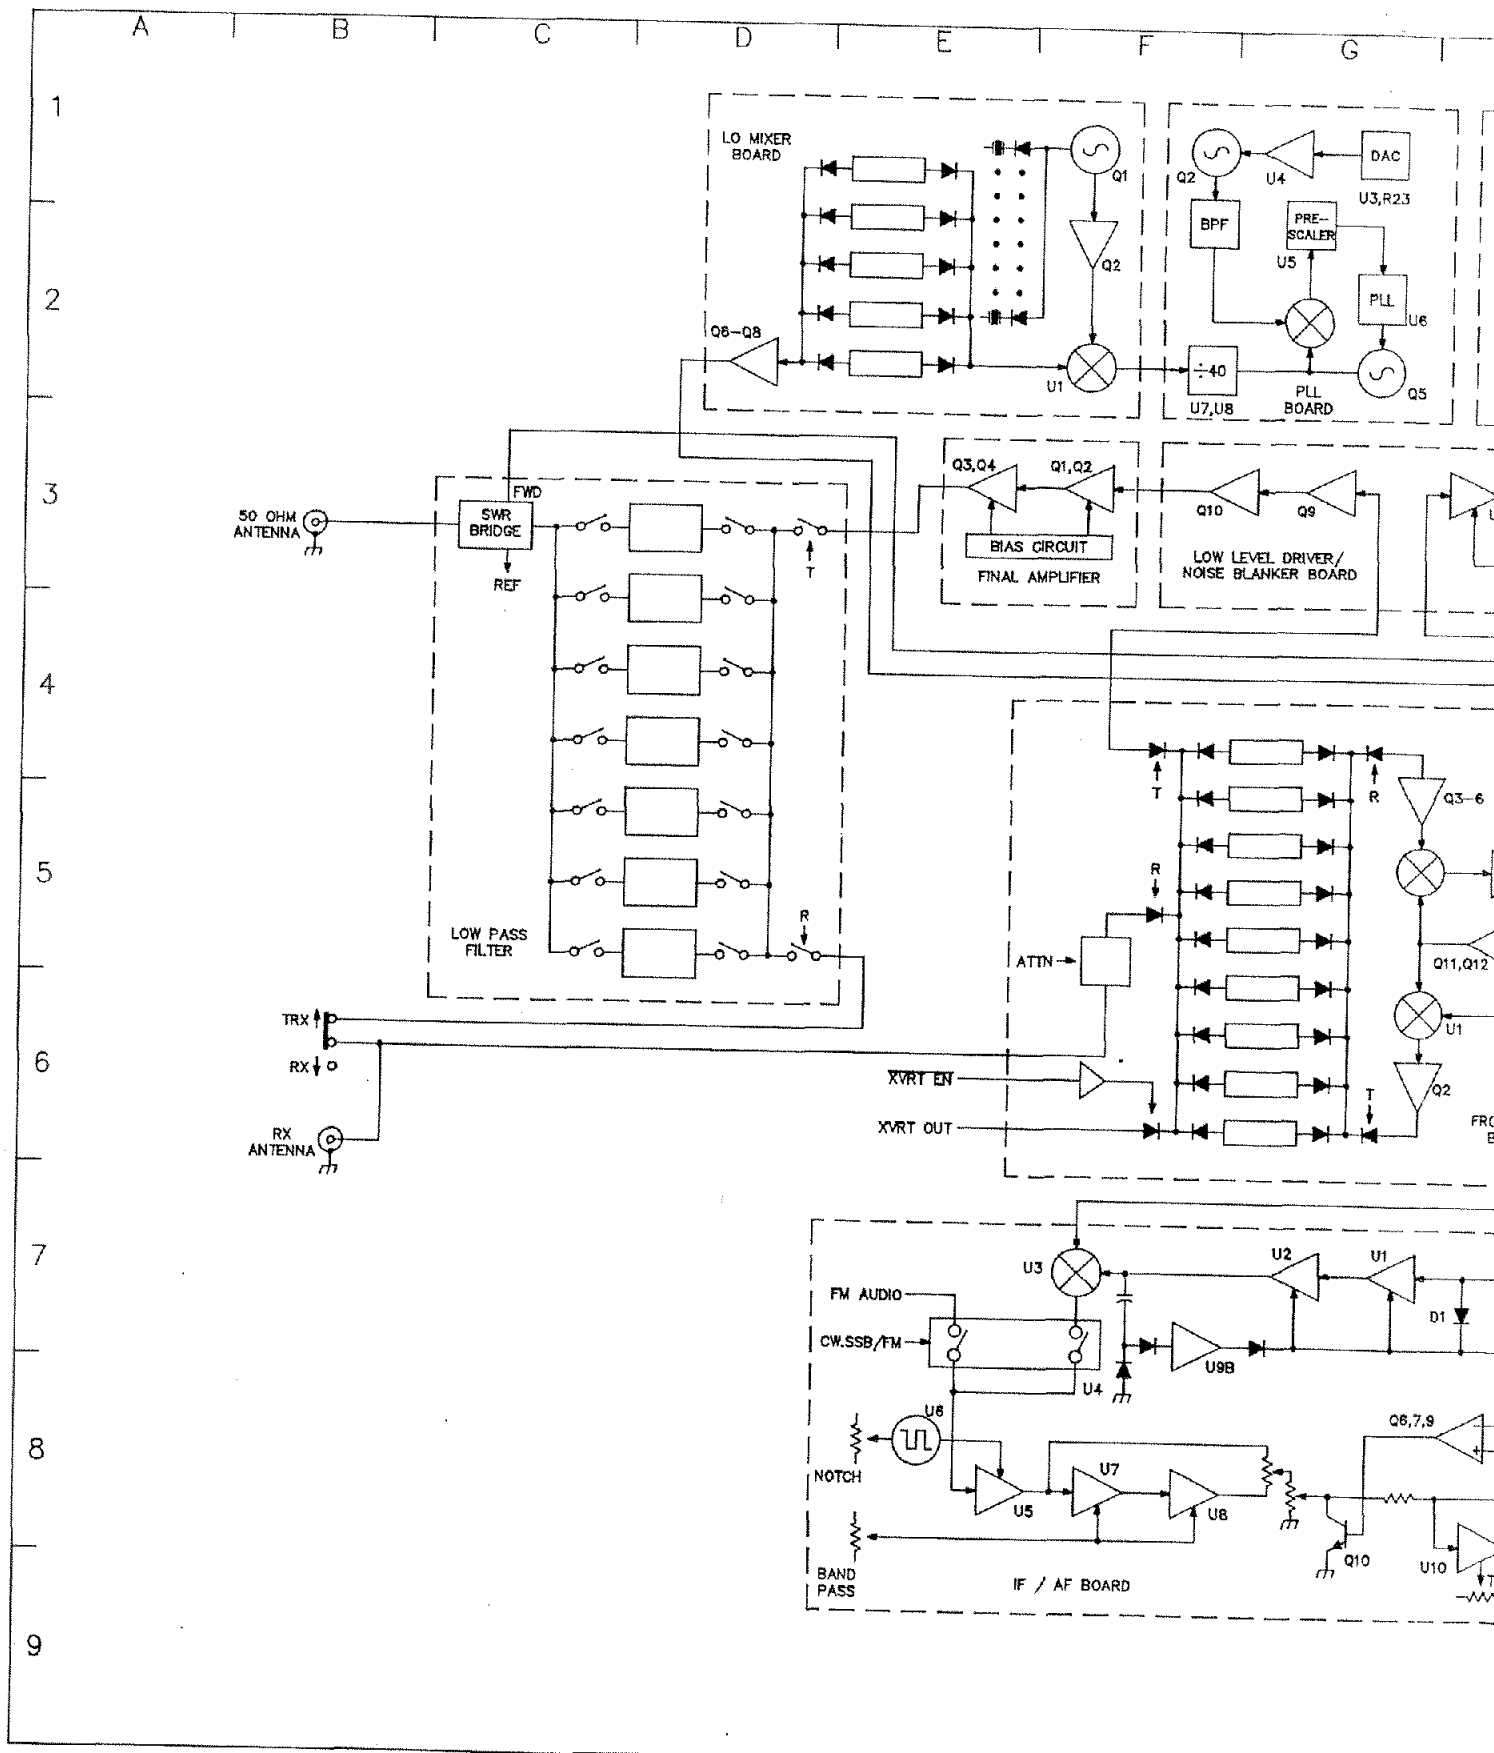 A B C D E F G
1
LO MIXER
BOARD
Q1
Q2
U4
DAC
U3,R23
BPF
PRE-
SCALER
U5
Q2
2
PLL
U6
Q6-Q8
U1
÷40
U7,U8
PLL
BOARD
Q5
3
50 OHM
ANTENNA
FWD
SWR
BRIDGE
REF
T
Q3,Q4
Q1,Q2
BIAS CIRCUIT
FINAL AMPLIFIER
Q10
Q9
LOW LEVEL DRIVER/
NOISE BLANKER BOARD
4
T
R
Q3-6
5
R
LOW PASS
FILTER
R
ATTN
Q11,Q12
TRX
RX
U1
6
XVRT EN
Q2
T
XVRT OUT
RX
ANTENNA
7
U3
U2
U1
FM AUDIO
D1
CW.SSB/FM
U9B
U4
8
U6
Q6,7,9
NOTCH
U7
U5
U8
Q10
U10
T
BAND
PASS
IF / AF BOARD
9